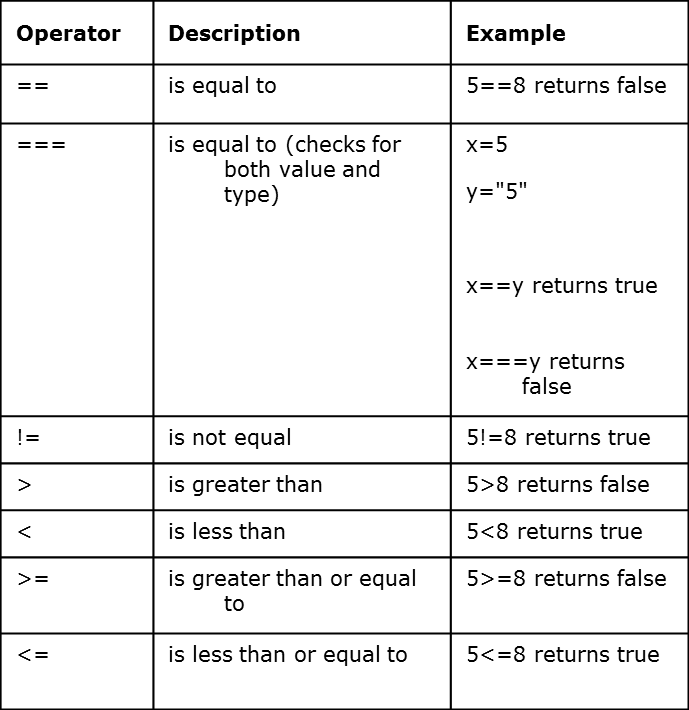 Operator Description Example
== is equal to 5==8 returns false
=== is equal to (checks for x=5
both value and
type) y="5"
x==y returns true
x===y returns
false
!= is not equal 5!=8 returns true
> is greater than 5>8 returns false
< is less than 5<8 returns true
>= is greater than or equal 5>=8 returns false
to
<= is less than or equal to 5<=8 returns true